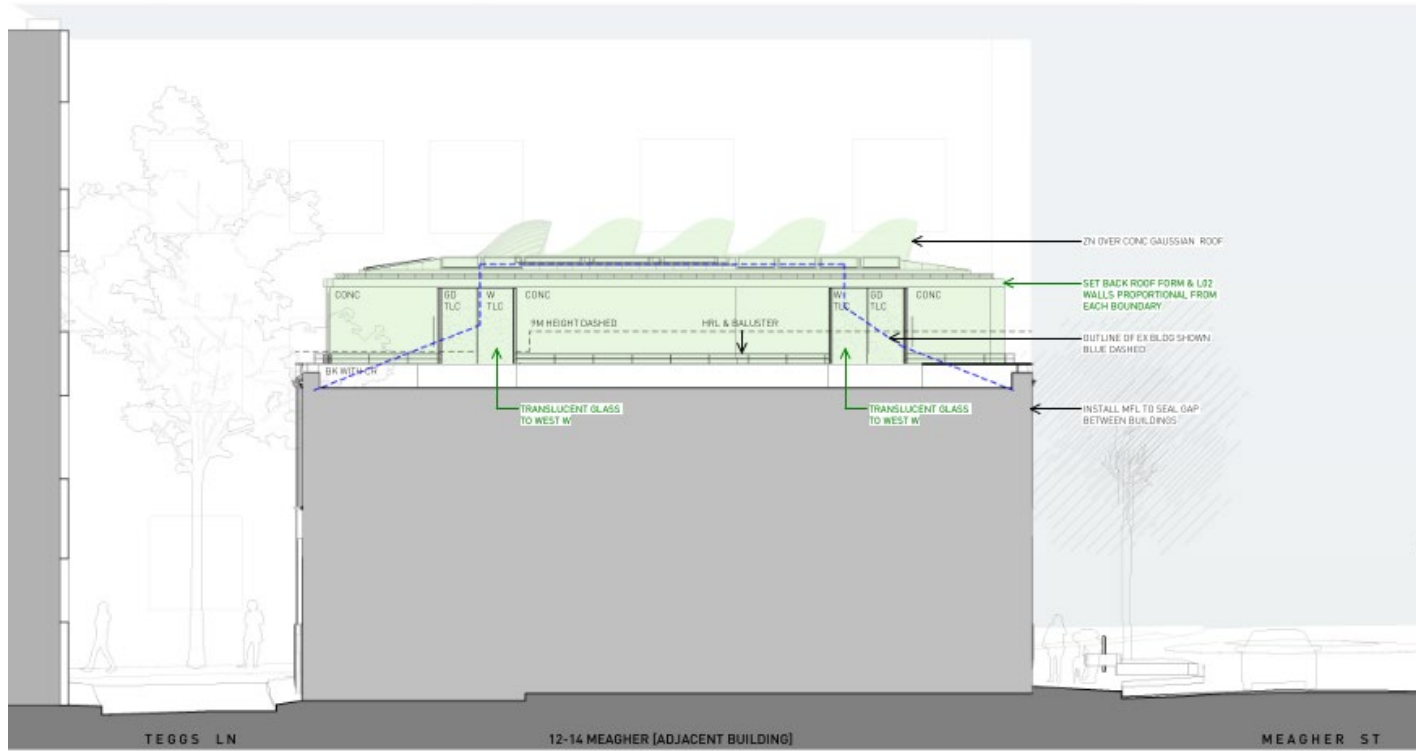 ZN OVER CONC GAUSSIAN ROOF
SET BACK ROOF FORM & L02
WALLS PROPORTIONAL FROM
EACH BOUNDARY.
CONC
GD
TLC
W
TLC
CONC
W
TLC
GD
TLC
CONC
9M HEIGHT DASHED
HRL & BALUSTER
OUTLINE OF EX BLDG SHOWN
BLUE DASHED
BK WITH CR
TRANSLUCENT GLASS
TO WEST W
TRANSLUCENT GLASS
TO WEST W
INSTALL MFL TO SEAL GAP
BETWEEN BUILDINGS
TEGGS LN
12-14 MEAGHER [ADJACENT BUILDING]
MEAGHER ST